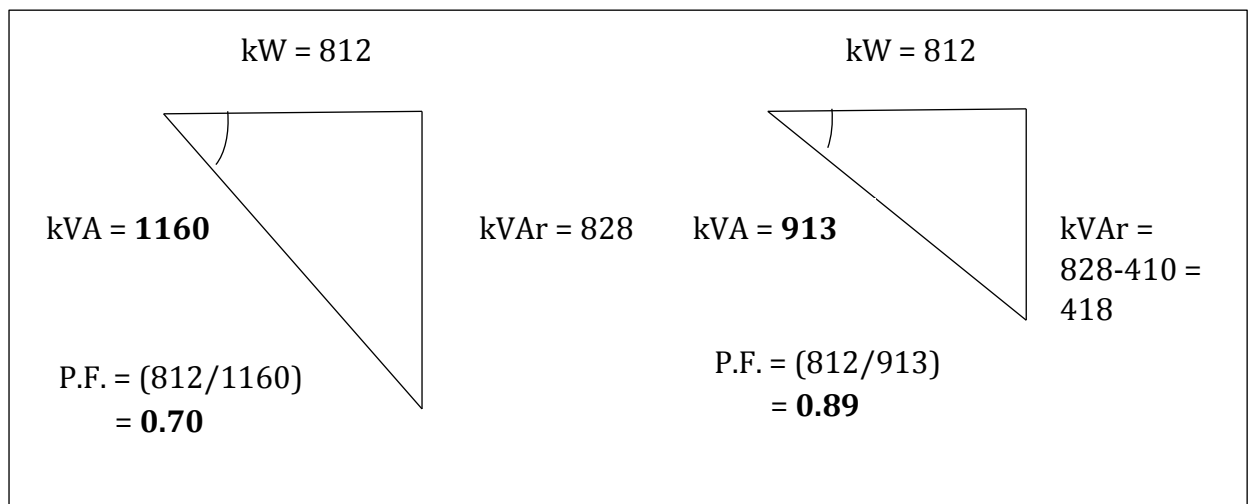 kW = 812
kVA = 1160
kVAr = 828
P.F. = (812/1160)
= 0.70
kW = 812
kVA = 913
kVAr =
828-410 =
418
P.F. = (812/913)
= 0.89